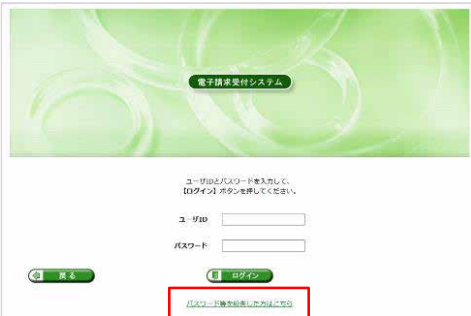 電子請求受付システム
ユーザIDとパスワードを入力して、
【ログイン】ボタンを押してください。
ユーザID
パスワード
戻る
ログイン
パスワード等を紛失した方はこちら